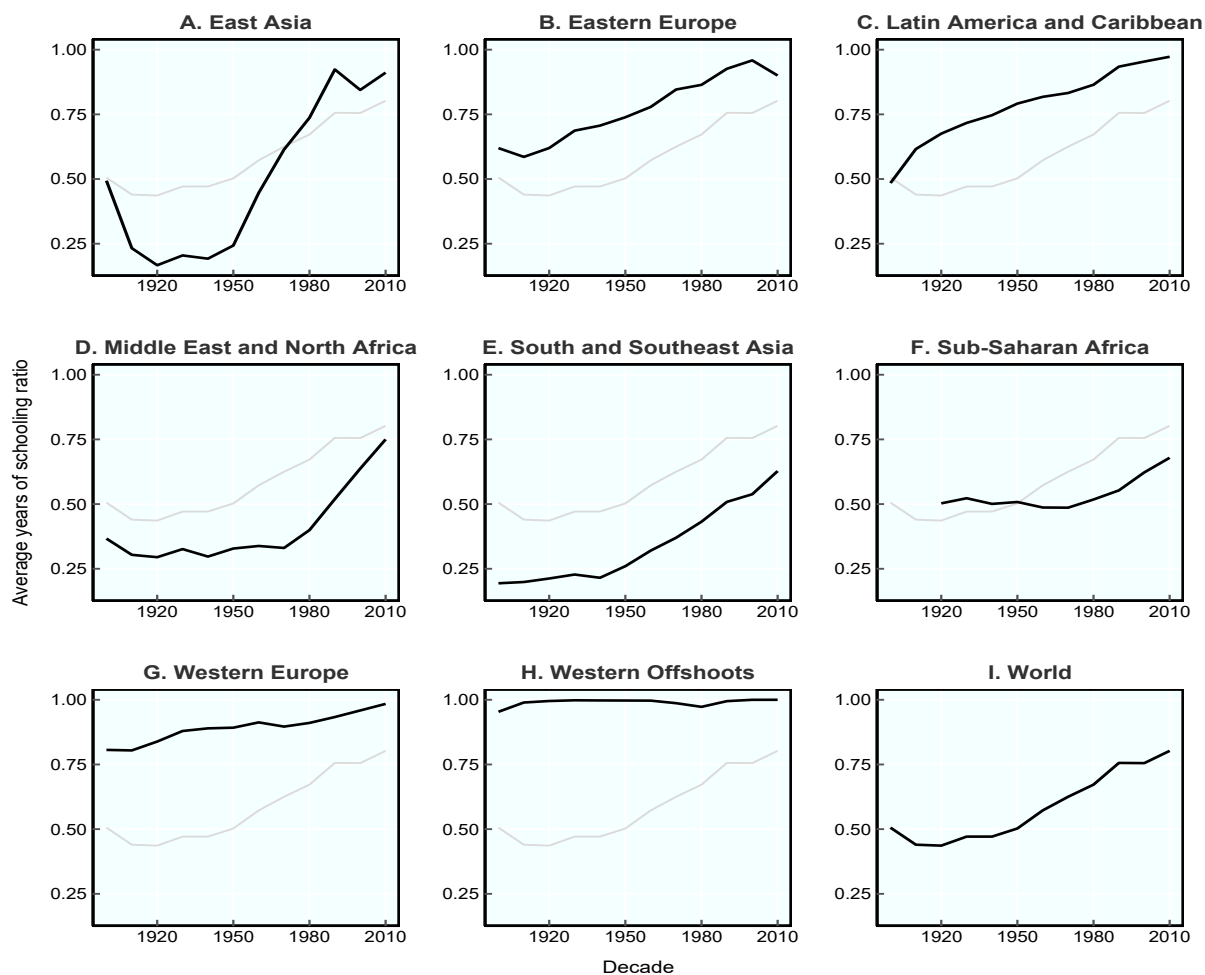 A. East Asia
B. Eastern Europe
C. Latin America and Caribbean
1.00
0.75
0.50
0.25
1920 1950 1980 2010
1.00
0.75
0.50
0.25
1920 1950 1980 2010
1.00
0.75
0.50
0.25
1920 1950 1980 2010
Average years of schooling ratio
D. Middle East and North Africa
E. South and Southeast Asia
F. Sub-Saharan Africa
1.00
0.75
0.50
0.25
1920 1950 1980 2010
1.00
0.75
0.50
0.25
1920 1950 1980 2010
1.00
0.75
0.50
0.25
1920 1950 1980 2010
G. Western Europe
H. Western Offshoots
I. World
1.00
0.75
0.50
0.25
1920 1950 1980 2010
1.00
0.75
0.50
0.25
1920 1950 1980 2010
1.00
0.75
0.50
0.25
1920 1950 1980 2010
Decade